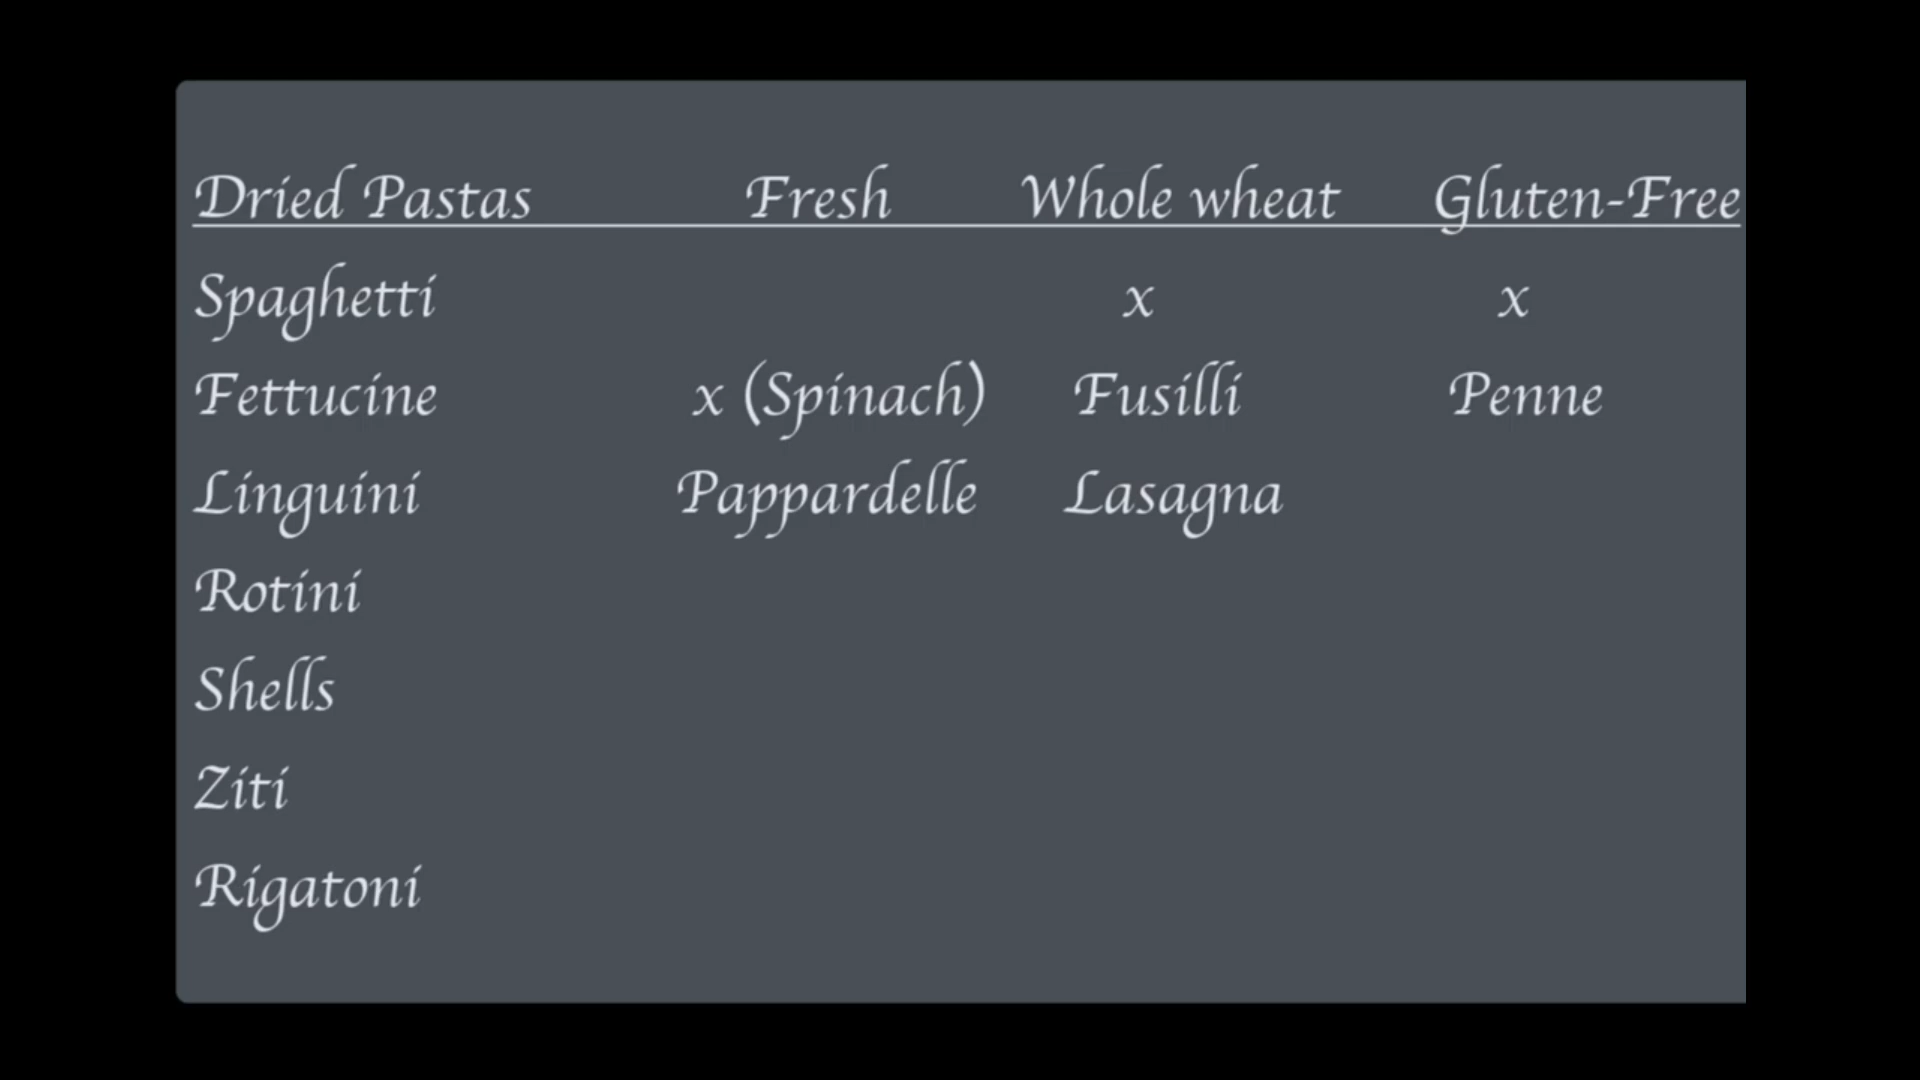 Dried Pastas Fresh Whole wheat Gluten-Free
Spaghetti x x
Fettucine x (Spinach) Fusilli Penne
Linguini Pappardelle Lasagna
Rotini
Shells
Ziti
Rigatoni